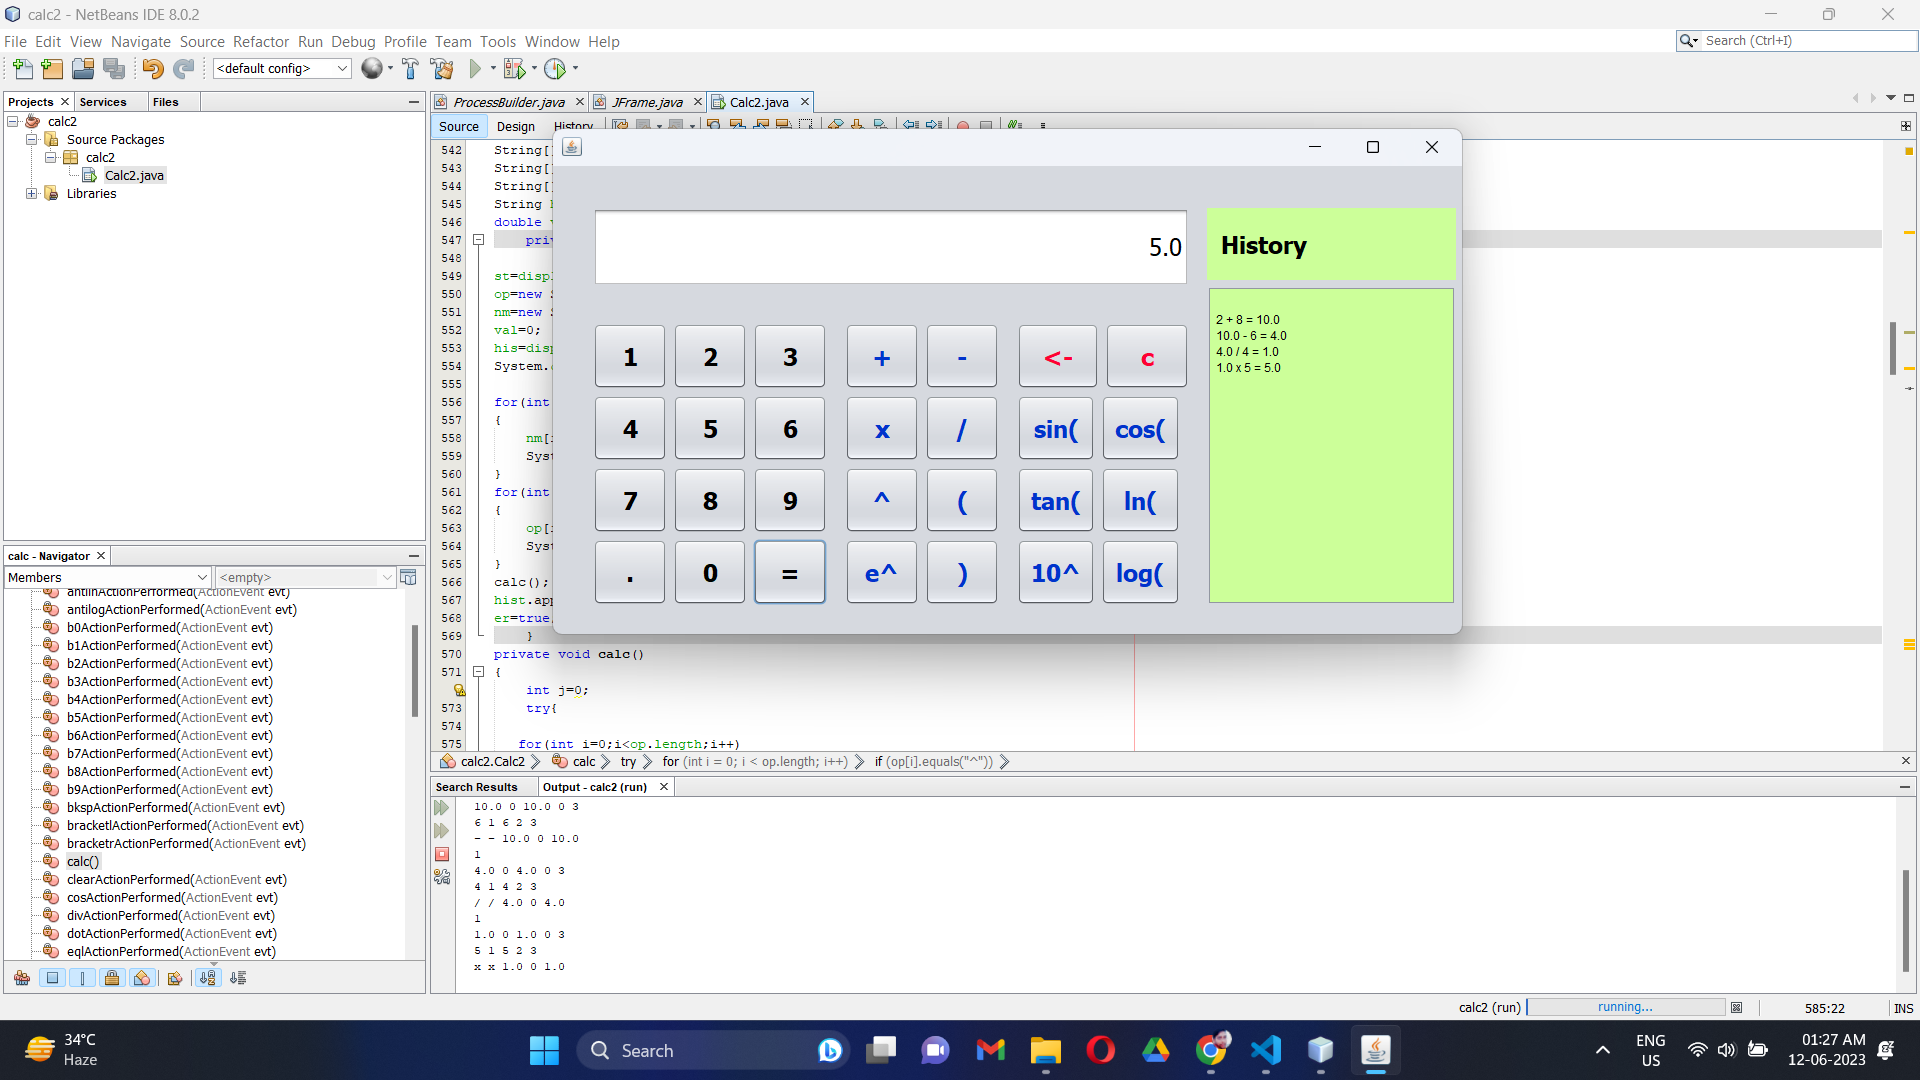 calc2 - NetBeans IDE 8.0.2
File Edit View Navigate Source Refactor Run Debug Profile Team Tools Window Help
Search (Ctrl+I)
<default config>
Projects Services Files
calc2
Source Packages
calc2
Calc2.java
Libraries
ProcessBuilder.java JFrame.java Calc2.java
Source Design History
542 String[
543 String[
544 String[
545 String
546 double
547 priv
548
549 st=disp
550 op=new
551 nm=new
552 val=0;
553 his=disp
554 System.
555
556 for(int
557 {
558 nm[
559 Syst
560 }
561 for(int
562 {
563 op[
564 Syst
565 }
566 calc();
567 hist.app
568 er=true
569 }
570 private void calc()
571 {
int j=0;
573 try{
574
575 for(int i=0;i<op.length;i++)
5.0
History
2 + 8 = 10.0
10.0 - 6 = 4.0
4.0 / 4 = 1.0
1.0 x 5 = 5.0
1 2 3 + - <- c
4 5 6 x / sin( cos(
7 8 9 ^ ( tan( ln(
. 0 = e^ ) 10^ log(
calc2.Calc2 calc try for (int i = 0; i < op.length; i++) if (op[i].equals("^"))
calc - Navigator
Members <empty>
antilnActionPerformed(ActionEvent evt)
antilogActionPerformed(ActionEvent evt)
b0ActionPerformed(ActionEvent evt)
b1ActionPerformed(ActionEvent evt)
b2ActionPerformed(ActionEvent evt)
b3ActionPerformed(ActionEvent evt)
b4ActionPerformed(ActionEvent evt)
b5ActionPerformed(ActionEvent evt)
b6ActionPerformed(ActionEvent evt)
b7ActionPerformed(ActionEvent evt)
b8ActionPerformed(ActionEvent evt)
b9ActionPerformed(ActionEvent evt)
bkspActionPerformed(ActionEvent evt)
bracketlActionPerformed(ActionEvent evt)
bracketrActionPerformed(ActionEvent evt)
calc()
clearActionPerformed(ActionEvent evt)
cosActionPerformed(ActionEvent evt)
divActionPerformed(ActionEvent evt)
dotActionPerformed(ActionEvent evt)
eqlActionPerformed(ActionEvent evt)
Search Results Output - calc2 (run)
10.0 0 10.0 0 3
6 1 6 2 3
- - 10.0 0 10.0
1
4.0 0 4.0 0 3
4 1 4 2 3
/ / 4.0 0 4.0
1
1.0 0 1.0 0 3
5 1 5 2 3
x x 1.0 0 1.0
calc2 (run) running... 585:22 INS
34°C
Haze
Search
ENG
US
01:27 AM
12-06-2023